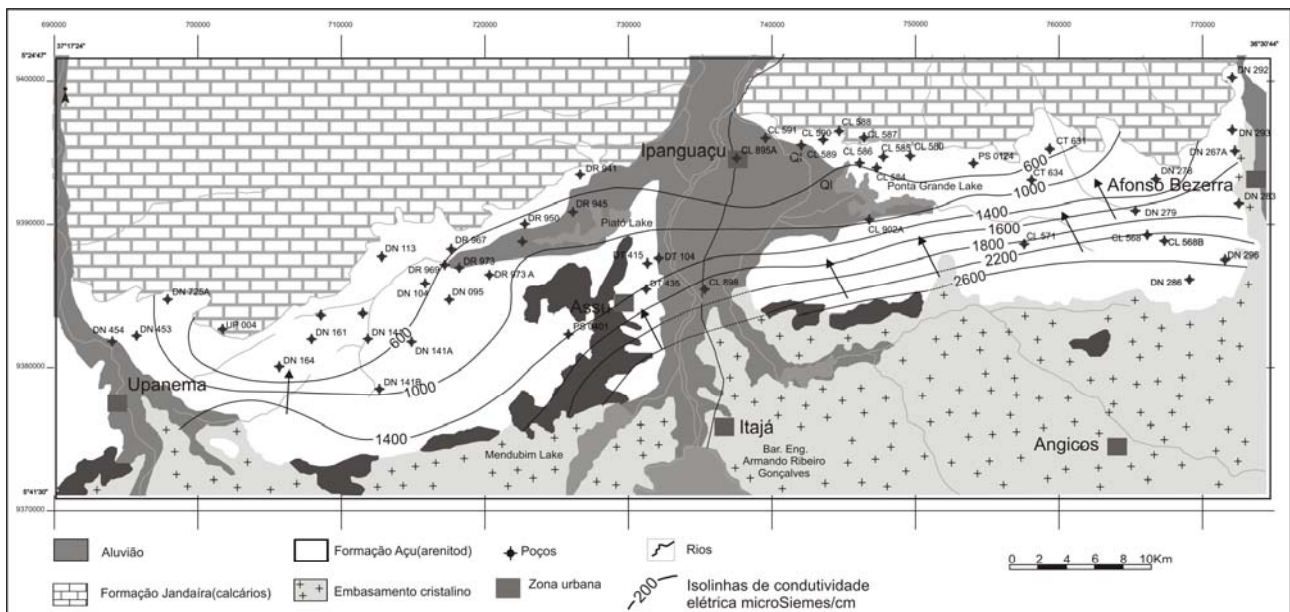 690000 700000 710000 720000 730000 740000 750000 760000 770000
37°17'24" 36°30'44"
5°24'47"
9400000
9390000
9380000
5°41'30"
9370000
DN 292
CL 588
CL 591
CL 590
CL 587
DN 293
CL 589
CL 586
CL 585
CL 580
CT 631
DN 267A
Ipanguaçu
CL 895A
QI
PS 0124
600
DR 941
CL 584
CT 634
DN 278
QI
Ponta Grande Lake
1000
Afonso Bezerra
DN 283
DR 945
1400
DN 279
DR 950
Piató Lake
CL 902A
1600
DN 113
DR 967
1800
CL 571
CL 568
CL 568B
DR 969
DR 973
DT 415
DT 104
2200
DN 296
DR 973 A
2600
DN 286
DN 104
DN 095
DT 436
CL 898
DN 725A
Assú
DN 454
DN 453
UP 004
DN 161
DN 141C
600
PS 0401
DN 141A
DN 164
Upanema
DN 141B
1000
1400
Mendubim Lake
Itajá
Bar. Eng.
Armando Ribeiro
Gonçalves
Angicos
Aluvião
Formação Açu(arenitod)
Poços
Rios
0 2 4 6 8 10Km
Formação Jandaíra(calcários)
Embasamento cristalino
Zona urbana
200
Isolinhas de condutividade
elétrica microSiemes/cm